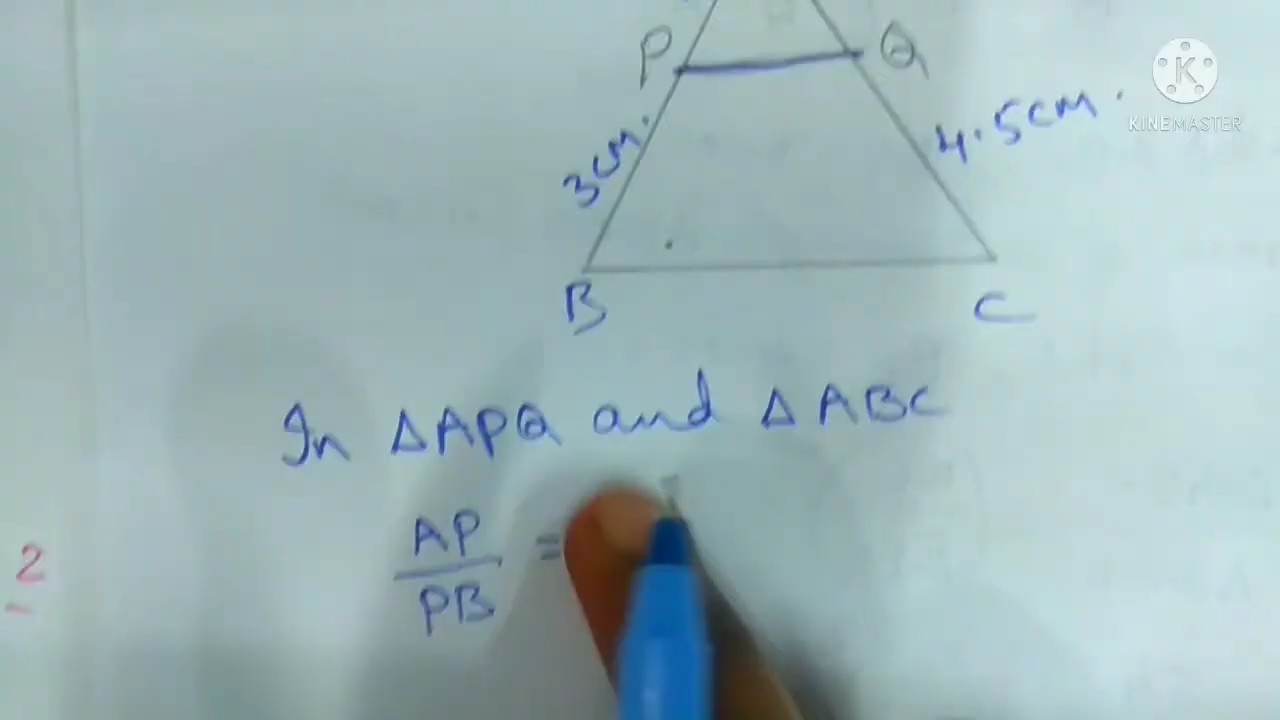 P
Q
3cm.
4.5cm.
B
C
In ΔAPQ and ΔABC
AP
PB
=
2
K
KINEMASTER